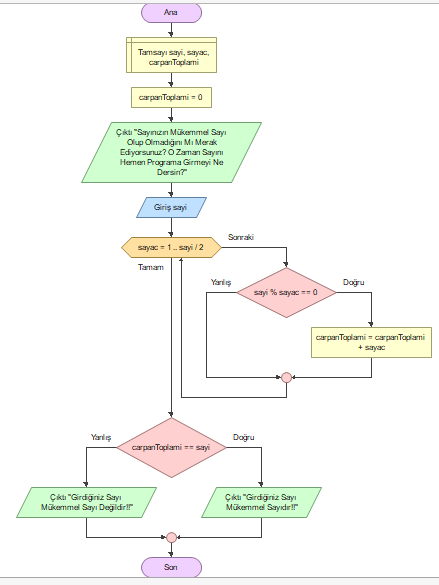 Ana
Tamsayı sayi, sayac,
carpanToplami
carpanToplami = 0
Çıktı "Sayınızın Mükemmel Sayı
Olup Olmadığını Mı Merak
Ediyorsunuz? O Zaman Sayını
Hemen Programa Girmeyi Ne
Dersin?"
Giriş sayi
sayac = 1 .. sayi / 2
Sonraki
Tamam
Yanlış
sayi % sayac == 0
Doğru
carpanToplami = carpanToplami
+ sayac
Yanlış
carpanToplami == sayi
Doğru
Çıktı "Girdiğiniz Sayı
Mükemmel Sayı Değildir!!"
Çıktı "Girdiğiniz Sayı
Mükemmel Sayıdır!!"
Son